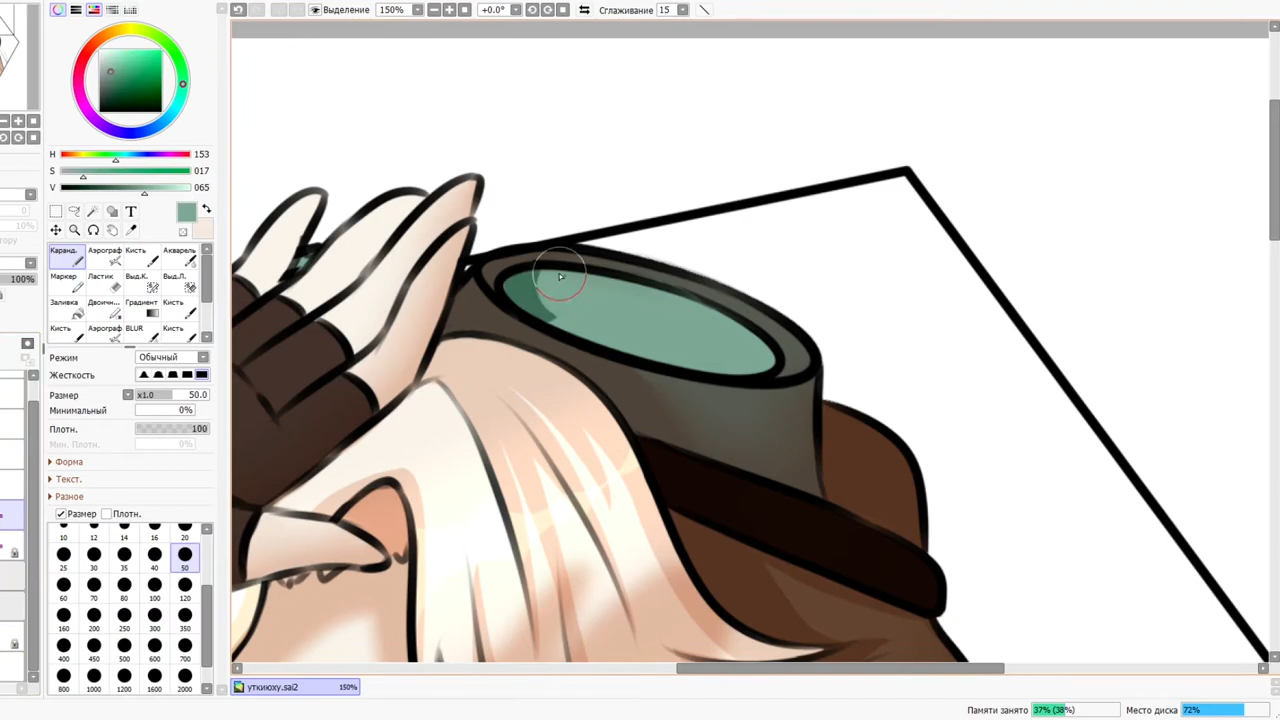 Выделение 150% +0.0° Сглаживание 15
H 153
S 017
V 065
T
10%
тору
100%
Каранд. Аэрограф Кисть Акварель
Маркер Ластик Выд.К. Выд.Л.
Заливка Двоичн... Градиент Кисть
Кисть Аэрограф BLUR Кисть
Режим Обычный
Жесткость
Размер x1.0 50.0
Минимальный 0%
Плотн. 100
Мин. Плотн. 0%
Форма
Текст.
Разное
Размер Плотн.
10 12 14 16 20
25 30 35 40 50
60 70 80 100 120
160 200 250 300 350
400 450 500 600 700
800 1000 1200 1600 2000
уткиюху.sai2 150%
Памяти занято 37% (38%) Место диска 72%